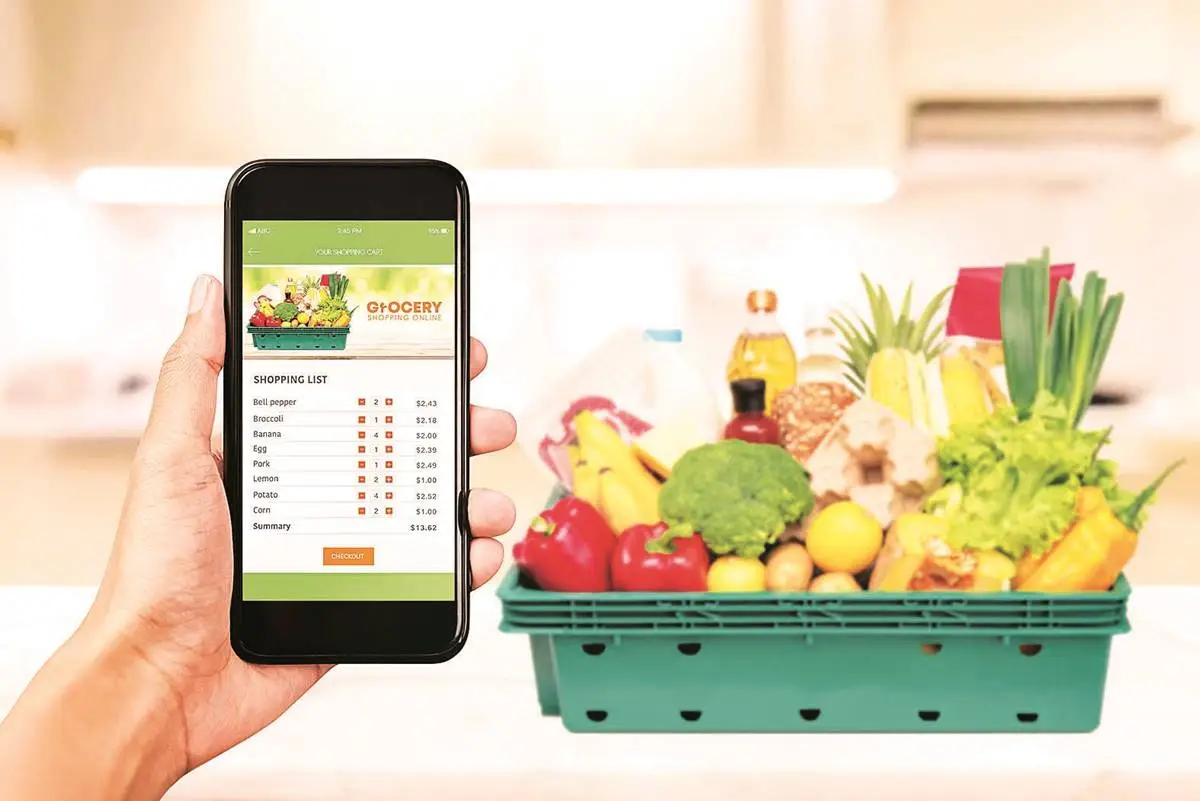 ABC 2:45 PM 95%
YOUR SHOPPING CART
GrOCERY
SHOPPING ONLINE
SHOPPING LIST
Bell pepper - 2 + $2.43
Broccoli - 1 + $2.18
Banana - 4 + $2.00
Egg - 1 + $2.39
Pork - 1 + $2.49
Lemon - 2 + $1.00
Potato - 4 + $2.52
Corn - 2 + $1.00
Summary $13.62
CHECKOUT